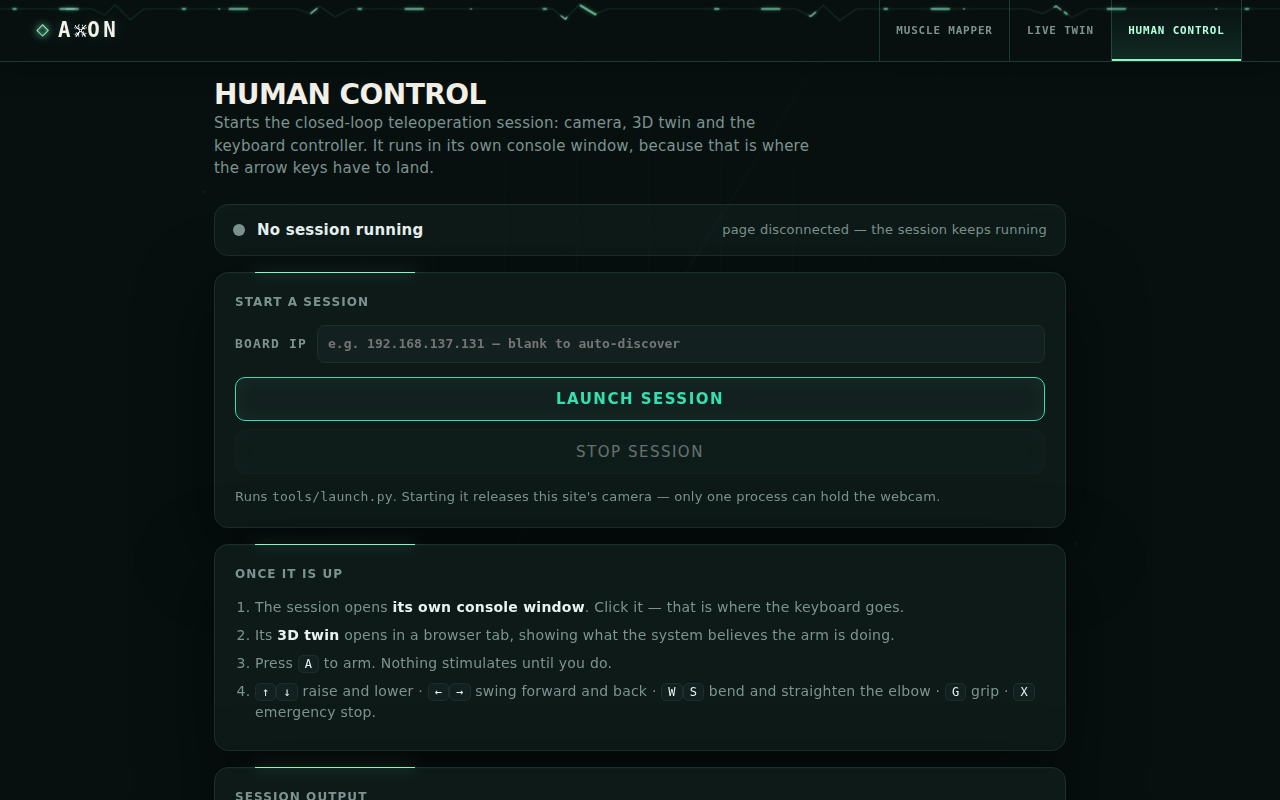 AXON
MUSCLE MAPPER
LIVE TWIN
HUMAN CONTROL
HUMAN CONTROL
Starts the closed-loop teleoperation session: camera, 3D twin and the
keyboard controller. It runs in its own console window, because that is where
the arrow keys have to land.
No session running
page disconnected — the session keeps running
START A SESSION
BOARD IP
e.g. 192.168.137.131 — blank to auto-discover
LAUNCH SESSION
STOP SESSION
Runs tools/launch.py. Starting it releases this site's camera — only one process can hold the webcam.
ONCE IT IS UP
1. The session opens its own console window. Click it — that is where the keyboard goes.
2. Its 3D twin opens in a browser tab, showing what the system believes the arm is doing.
3. Press A to arm. Nothing stimulates until you do.
4. ↑ ↓ raise and lower · ← → swing forward and back · W S bend and straighten the elbow · G grip · X
emergency stop.
SESSION OUTPUT